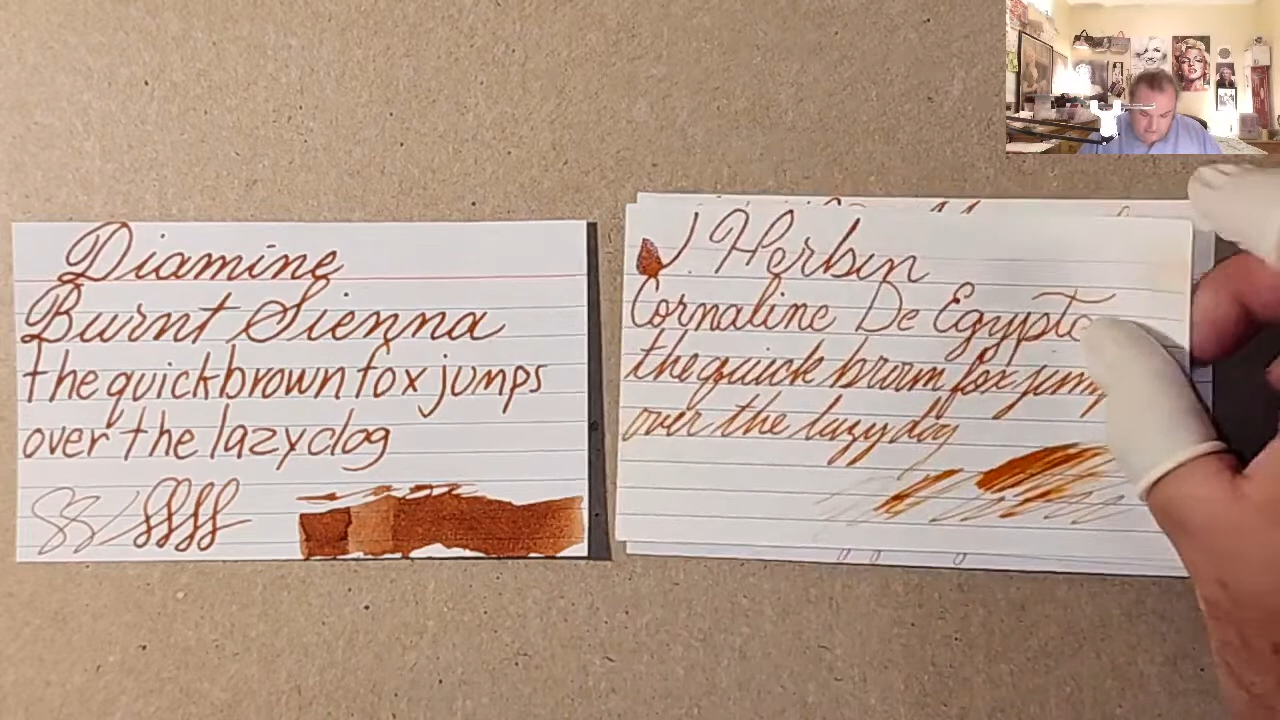 Diamine
Burnt Sienna
the quick brown fox jumps
over the lazy dog
J. Herbin
Cornaline De Egypte
the quick brown fox jump
over the lazy dog